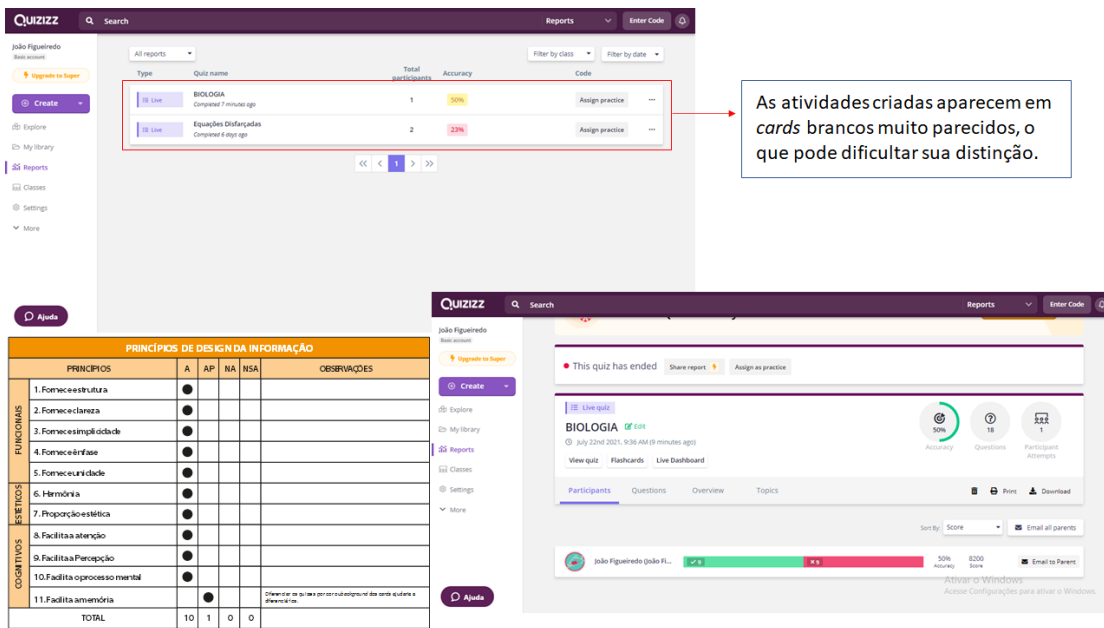 QUIZIZZ
Search
Reports
Enter Code
João Figueiredo
Basic account
Upgrade to Super
Create
Explore
My library
Reports
Classes
Settings
More
Ajuda
All reports
Filter by class
Filter by date
Type Quiz name Total participants Accuracy Code
Live BIOLOGIA 1 50% Assign practice
Completed 7 minutes ago
Live Equações Disfarçadas 2 23% Assign practice
Completed 6 days ago
1
As atividades criadas aparecem em
cards brancos muito parecidos, o
que pode dificultar sua distinção.
PRINCÍPIOS DE DESIGN DA INFORMAÇÃO
PRINCÍPIOS A AP NA NSA OBSERVAÇÕES
FUNCIONAIS
1. Fornece estrutura
2. Fornece clareza
3. Fornece simplicidade
4. Fornece ênfase
5. Fornece unidade
ESTÉTICOS
6. Harmônia
7. Proporção estética
COGNITIVOS
8. Facilita a atenção
9. Facilita a Percepção
10. Facilita o processo mental
11. Facilita a memória
TOTAL 10 1 0 0
QUIZIZZ
Search
Reports
Enter Code
João Figueiredo
Basic account
Upgrade to Super
Create
Explore
My library
Reports
Classes
Settings
More
Ajuda
This quiz has ended Share report Assign as practice
Live quiz
BIOLOGIA Edit
July 22nd 2021, 9:36 AM (9 minutes ago)
View quiz Flashcards Live Dashboard
50% 18 1
Accuracy Questions Participant
Attempts
Participants Questions Overview Topics
Print Download
Sort By: Score Email all parents
João Figueiredo (João Fi... 9 9 50% 8200 Email to Parent
Accuracy Score
Ativar o Windows
Acesse Configurações para ativar o Windows.